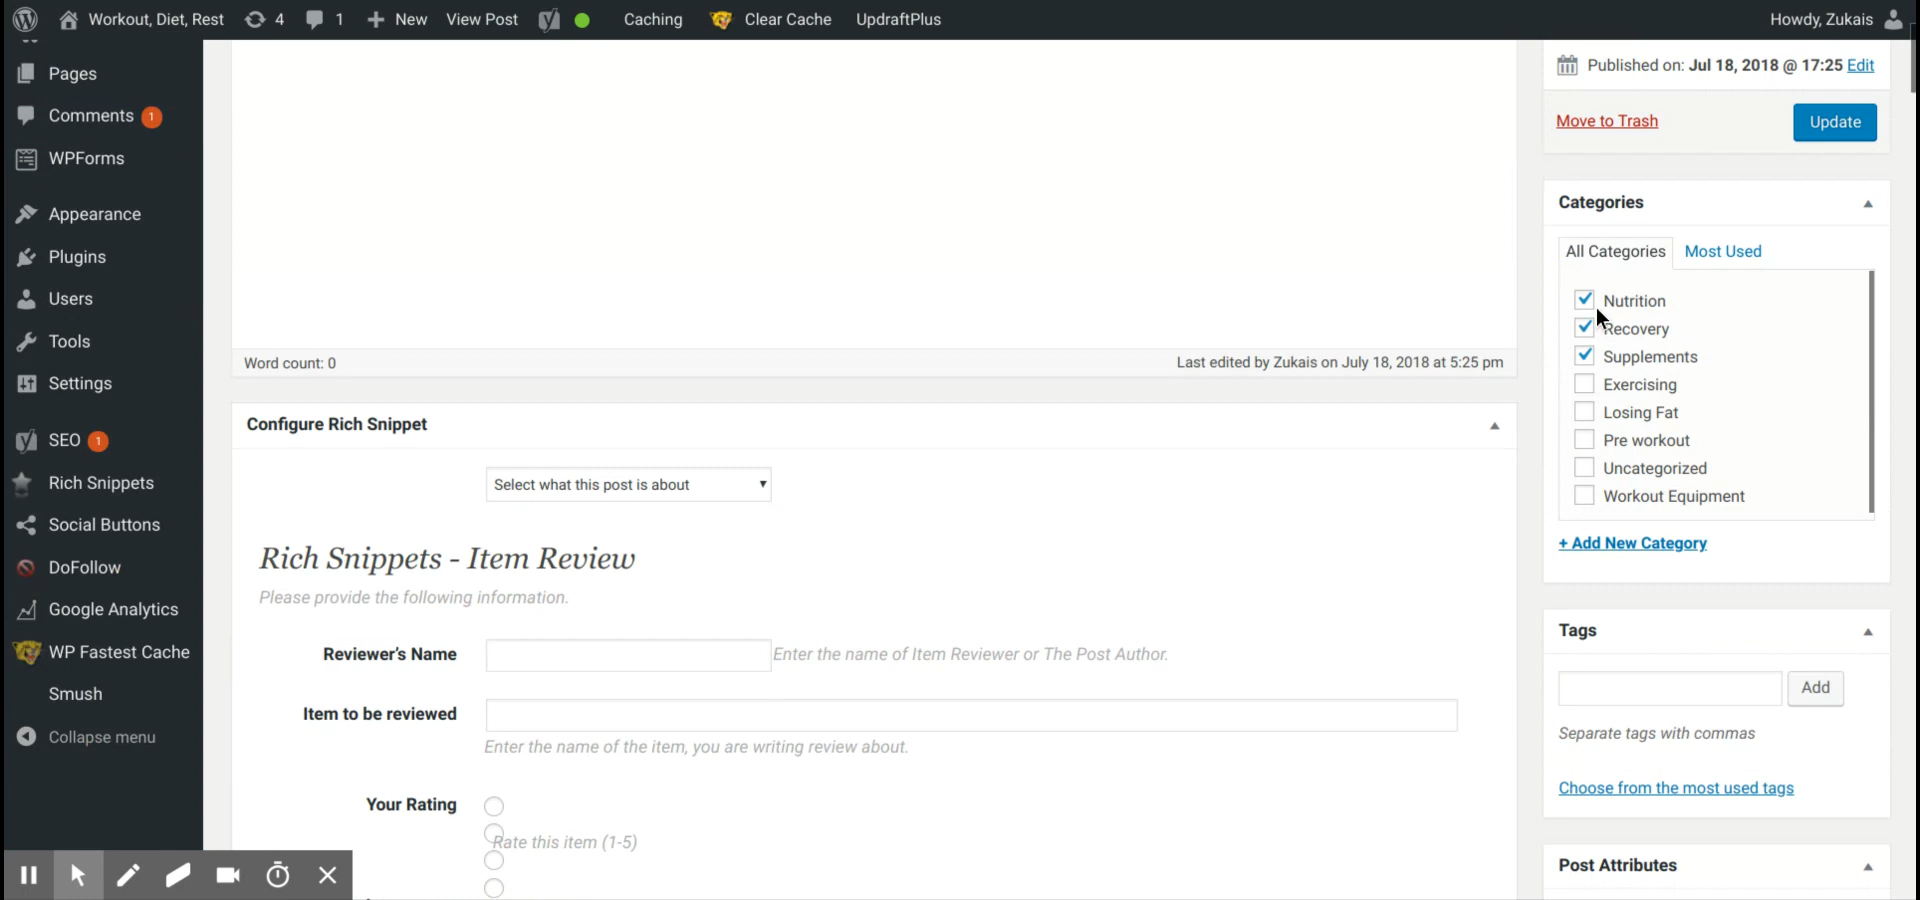 Workout, Diet, Rest 4 1 New View Post Caching Clear Cache UpdraftPlus Howdy, Zukais
Pages
Comments 1
WPForms
Appearance
Plugins
Users
Tools
Settings
SEO 1
Rich Snippets
Social Buttons
DoFollow
Google Analytics
WP Fastest Cache
Smush
Collapse menu
Word count: 0
Last edited by Zukais on July 18, 2018 at 5:25 pm
Configure Rich Snippet
Select what this post is about
Rich Snippets - Item Review
Please provide the following information.
Reviewer's Name
Enter the name of Item Reviewer or The Post Author.
Item to be reviewed
Enter the name of the item, you are writing review about.
Your Rating
Rate this item (1-5)
Published on: Jul 18, 2018 @ 17:25 Edit
Move to Trash
Update
Categories
All Categories Most Used
Nutrition
Recovery
Supplements
Exercising
Losing Fat
Pre workout
Uncategorized
Workout Equipment
+ Add New Category
Tags
Add
Separate tags with commas
Choose from the most used tags
Post Attributes